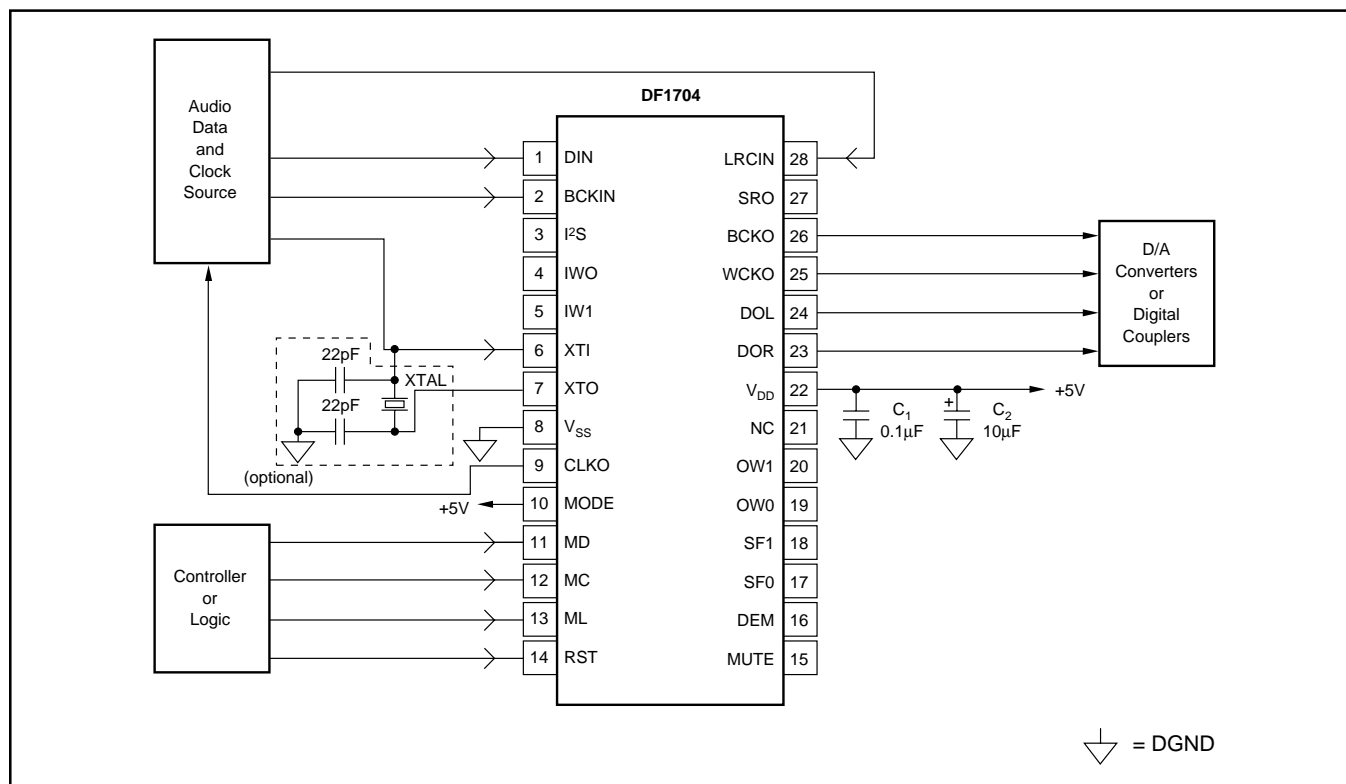 Audio
Data
and
Clock
Source
DF1704
1 DIN
2 BCKIN
3 I²S
4 IWO
5 IW1
6 XTI
7 XTO
8 VSS
9 CLKO
10 MODE
11 MD
12 MC
13 ML
14 RST
LRCIN 28
SRO 27
BCKO 26
WCKO 25
DOL 24
DOR 23
VDD 22
NC 21
OW1 20
OW0 19
SF1 18
SF0 17
DEM 16
MUTE 15
22pF
XTAL
22pF
(optional)
+5V
Controller
or
Logic
D/A
Converters
or
Digital
Couplers
+5V
C1
0.1µF
+
C2
10µF
= DGND